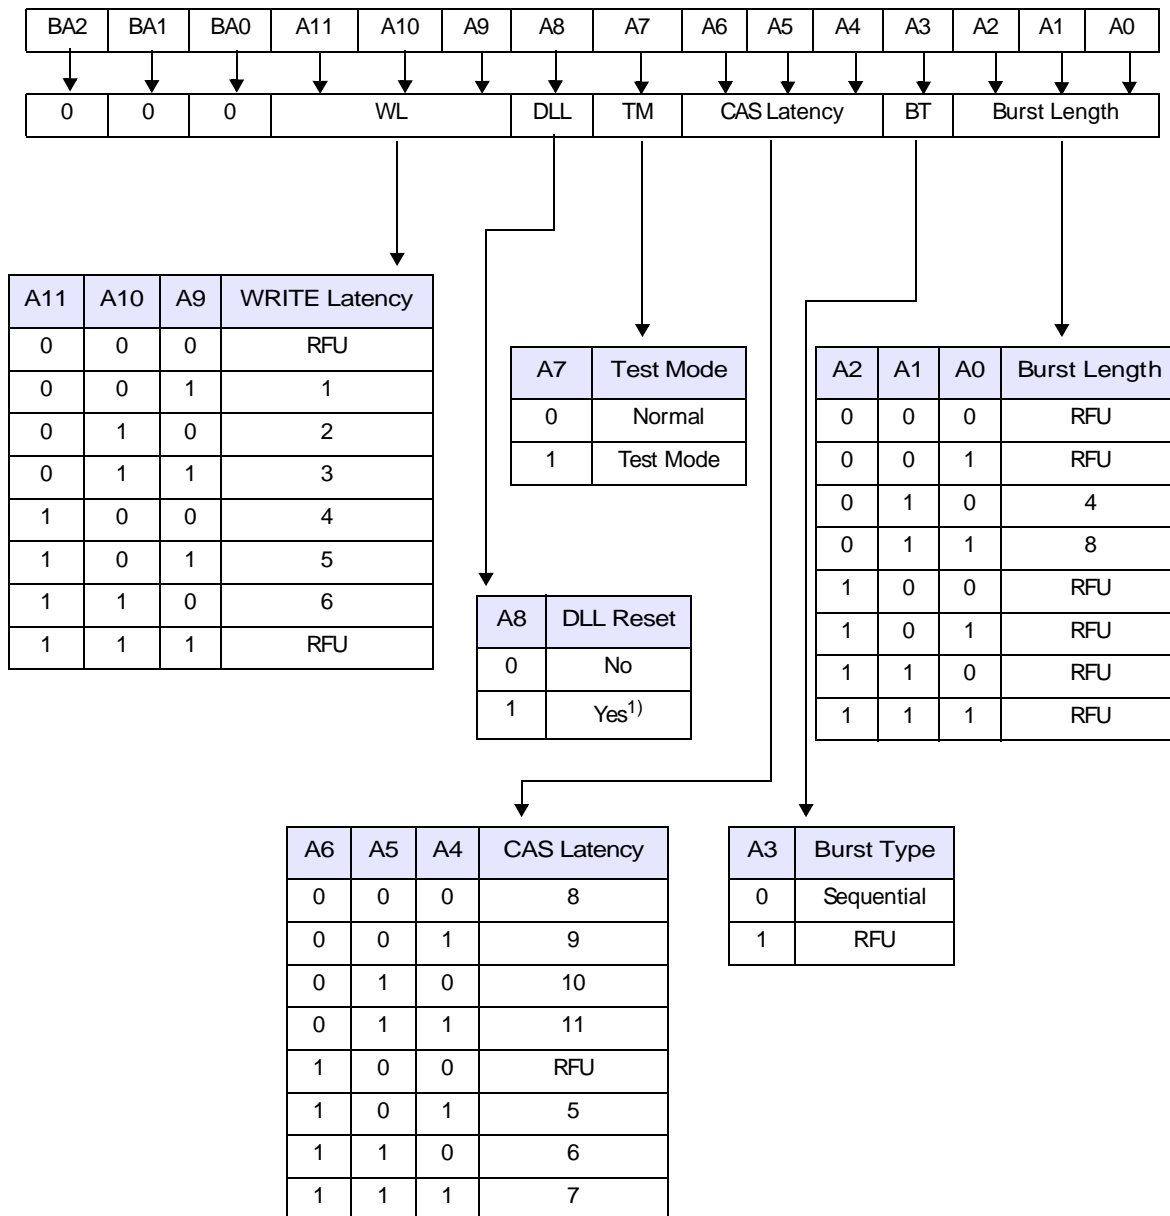 BA2 BA1 BA0 A11 A10 A9 A8 A7 A6 A5 A4 A3 A2 A1 A0
0 0 0 WL DLL TM CAS Latency BT Burst Length
A11 A10 A9 WRITE Latency
0 0 0 RFU
0 0 1 1
0 1 0 2
0 1 1 3
1 0 0 4
1 0 1 5
1 1 0 6
1 1 1 RFU
A7 Test Mode
0 Normal
1 Test Mode
A2 A1 A0 Burst Length
0 0 0 RFU
0 0 1 RFU
0 1 0 4
0 1 1 8
1 0 0 RFU
1 0 1 RFU
1 1 0 RFU
1 1 1 RFU
A8 DLL Reset
0 No
1 Yes1)
A6 A5 A4 CAS Latency
0 0 0 8
0 0 1 9
0 1 0 10
0 1 1 11
1 0 0 RFU
1 0 1 5
1 1 0 6
1 1 1 7
A3 Burst Type
0 Sequential
1 RFU